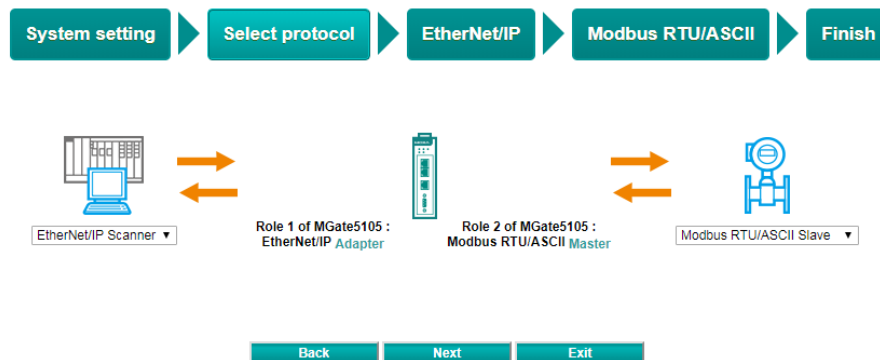 System setting
Select protocol
EtherNet/IP
Modbus RTU/ASCII
Finish
EtherNet/IP Scanner
Role 1 of MGate5105 :
EtherNet/IP Adapter
Role 2 of MGate5105 :
Modbus RTU/ASCII Master
Modbus RTU/ASCII Slave
Back
Next
Exit